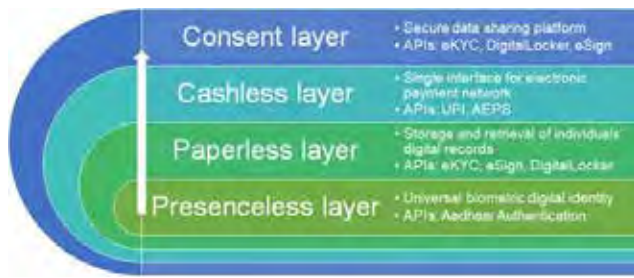 Consent layer
• Secure data sharing platform
• APIs: eKYC, DigitalLocker, eSign
Cashless layer
• Single interface for electronic
payment network
• APIs: UPI, AEPS
Paperless layer
• Storage and retrieval of individuals'
digital records
• APIs: eKYC, eSign, DigitalLocker
Presenceless layer
• Universal biometric digital identity
• APIs: Aadhaar Authentication